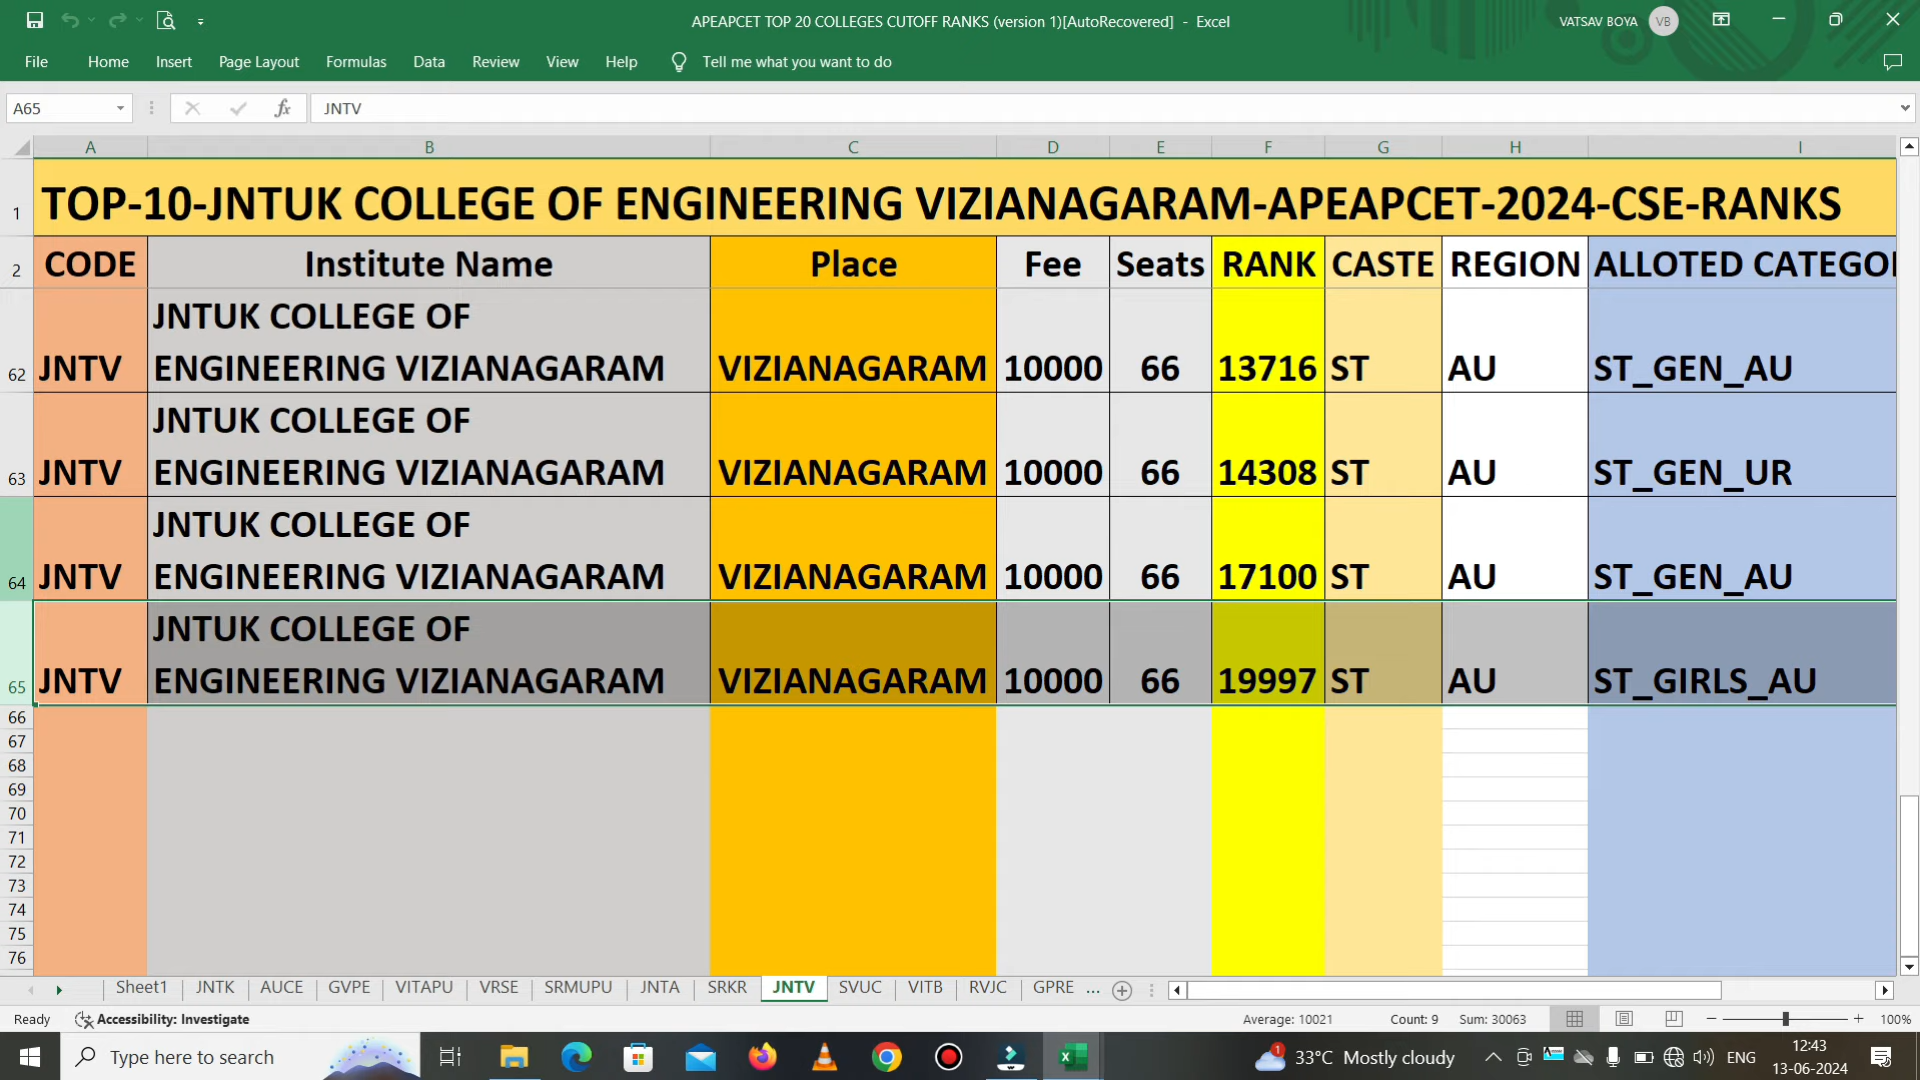 APEAPCET TOP 20 COLLEGES CUTOFF RANKS (version 1)[AutoRecovered] - Excel
VATSAV BOYA VB
File Home Insert Page Layout Formulas Data Review View Help Tell me what you want to do
A65 fx JNTV
A B C D E F G H I
1 TOP-10-JNTUK COLLEGE OF ENGINEERING VIZIANAGARAM-APEAPCET-2024-CSE-RANKS
2 CODE Institute Name Place Fee Seats RANK CASTE REGION ALLOTED CATEGOR
JNTUK COLLEGE OF
62 JNTV ENGINEERING VIZIANAGARAM VIZIANAGARAM 10000 66 13716 ST AU ST_GEN_AU
JNTUK COLLEGE OF
63 JNTV ENGINEERING VIZIANAGARAM VIZIANAGARAM 10000 66 14308 ST AU ST_GEN_UR
JNTUK COLLEGE OF
64 JNTV ENGINEERING VIZIANAGARAM VIZIANAGARAM 10000 66 17100 ST AU ST_GEN_AU
JNTUK COLLEGE OF
65 JNTV ENGINEERING VIZIANAGARAM VIZIANAGARAM 10000 66 19997 ST AU ST_GIRLS_AU
66
67
68
69
70
71
72
73
74
75
76
Sheet1 JNTK AUCE GVPE VITAPU VRSE SRMUPU JNTA SRKR JNTV SVUC VITB RVJC GPRE ...
Ready Accessibility: Investigate Average: 10021 Count: 9 Sum: 30063 100%
Type here to search 1 33°C Mostly cloudy ENG 12:43
13-06-2024